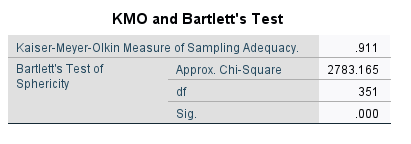 KMO and Bartlett's Test
Kaiser-Meyer-Olkin Measure of Sampling Adequacy. .911
Bartlett's Test of Sphericity Approx. Chi-Square 2783.165
df 351
Sig. .000